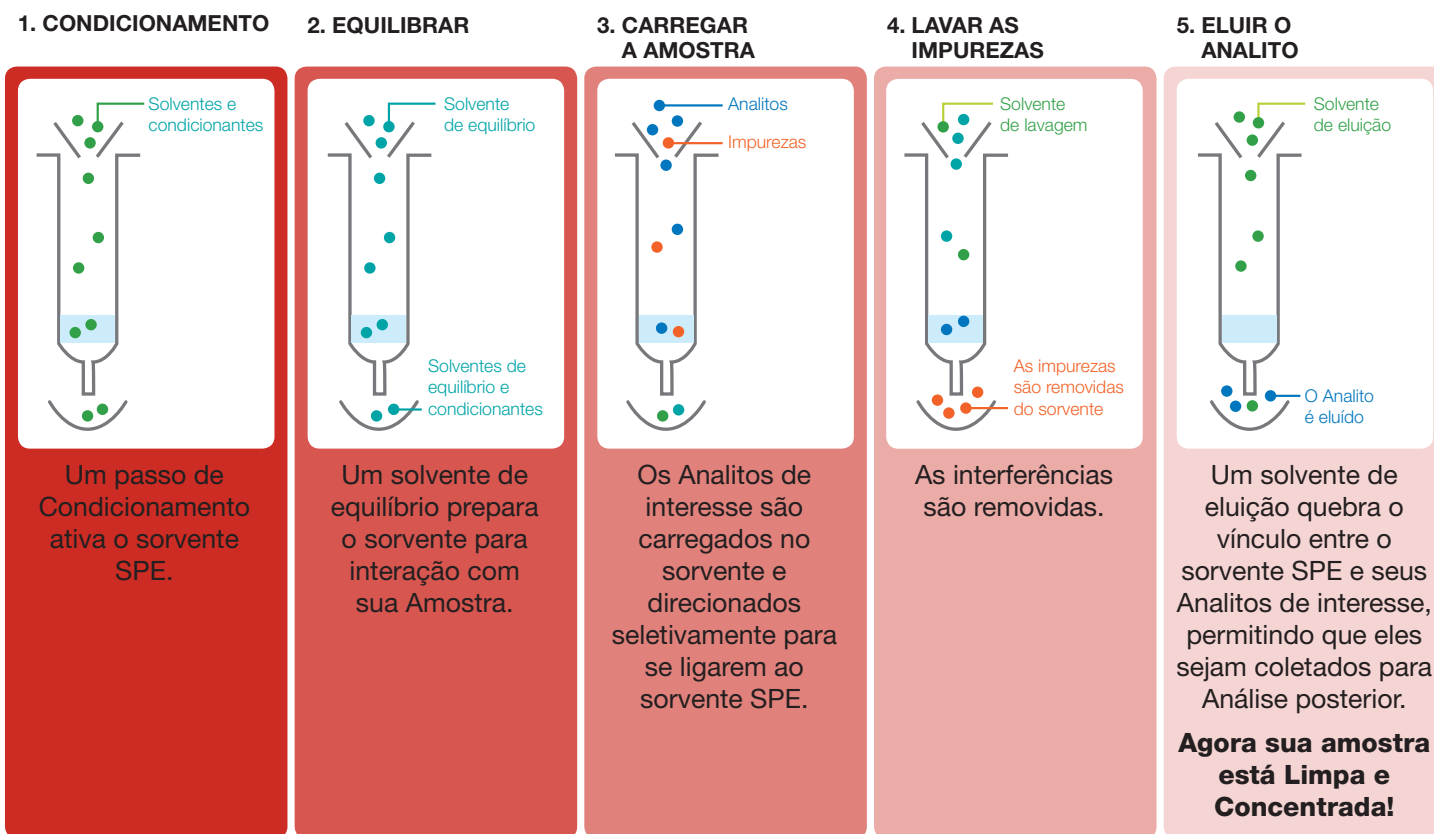 1. CONDICIONAMENTO
Solventes e
condicionantes
Um passo de
Condicionamento
ativa o sorvente
SPE.
2. EQUILIBRAR
Solvente
de equilíbrio
Solventes de
equilíbrio e
condicionantes
Um solvente de
equilíbrio prepara
o sorvente para
interação com
sua Amostra.
3. CARREGAR
A AMOSTRA
Analitos
Impurezas
Os Analitos de
interesse são
carregados no
sorvente e
direcionados
seletivamente para
se ligarem ao
sorvente SPE.
4. LAVAR AS
IMPUREZAS
Solvente
de lavagem
As impurezas
são removidas
do sorvente
As interferências
são removidas.
5. ELUIR O
ANALITO
Solvente
de eluição
O Analito
é eluído
Um solvente de
eluição quebra o
vínculo entre o
sorvente SPE e seus
Analitos de interesse,
permitindo que eles
sejam coletados para
Análise posterior.
Agora sua amostra
está Limpa e
Concentrada!